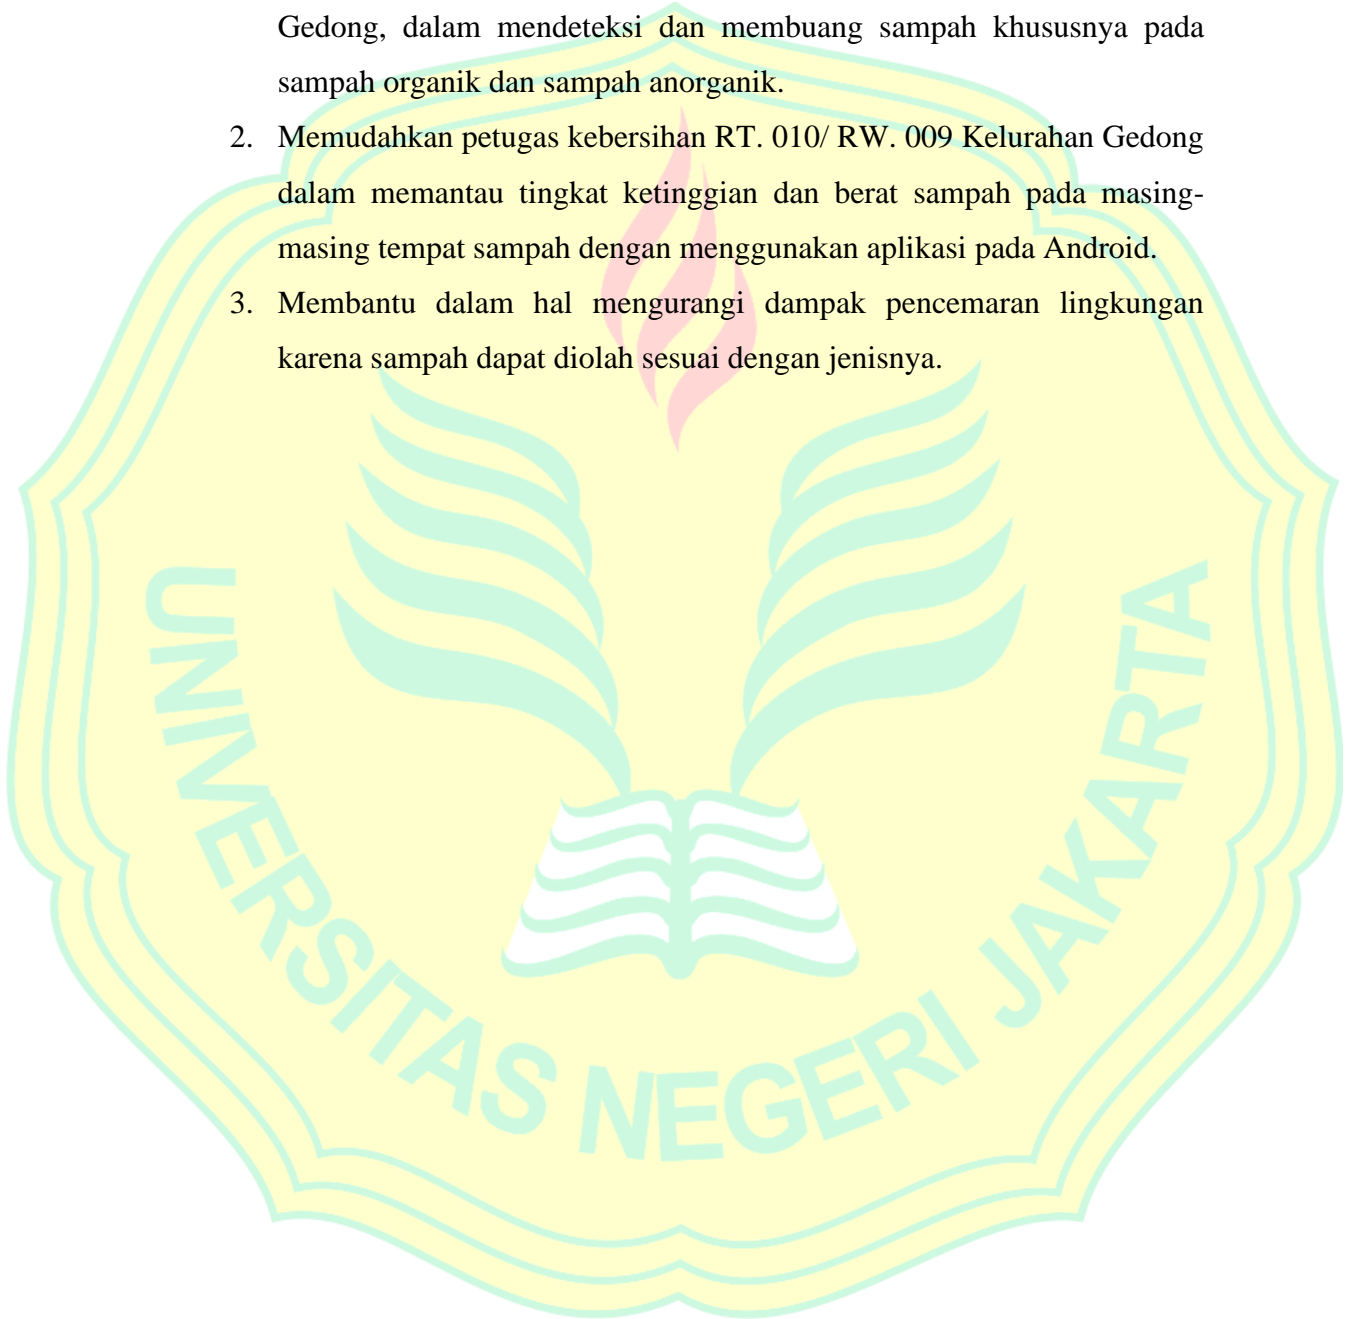 Gedong, dalam mendeteksi dan membuang sampah khususnya pada
sampah organik dan sampah anorganik.
2. Memudahkan petugas kebersihan RT. 010/ RW. 009 Kelurahan Gedong
dalam memantau tingkat ketinggian dan berat sampah pada masing-
masing tempat sampah dengan menggunakan aplikasi pada Android.
3. Membantu dalam hal mengurangi dampak pencemaran lingkungan
karena sampah dapat diolah sesuai dengan jenisnya.
UNIVERSITAS NEGERI JAKARTA